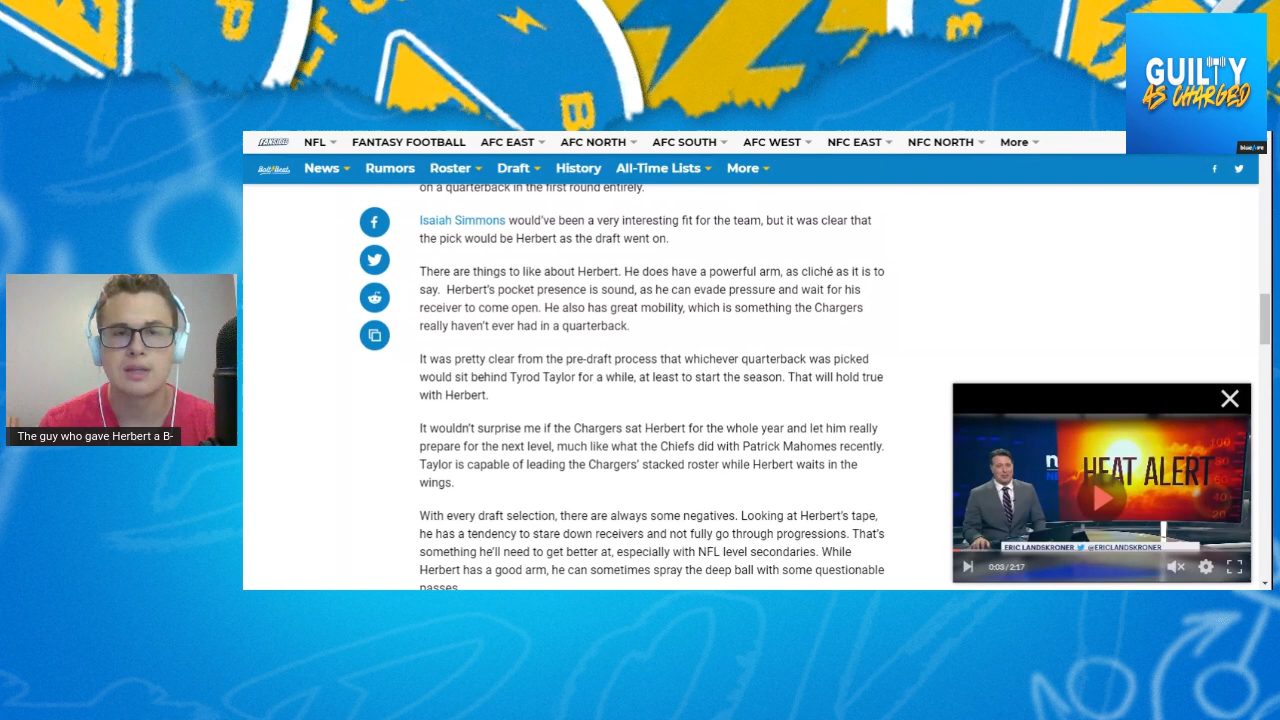 GUILTY
AS CHARGED
blue wire
FANSIDED
NFL
FANTASY FOOTBALL
AFC EAST
AFC NORTH
AFC SOUTH
AFC WEST
NFC EAST
NFC NORTH
More
Bolt Beat
News
Rumors
Roster
Draft
History
All-Time Lists
More
on a quarterback in the first round entirely.
Isaiah Simmons would've been a very interesting fit for the team, but it was clear that
the pick would be Herbert as the draft went on.
There are things to like about Herbert. He does have a powerful arm, as cliché as it is to
say. Herbert's pocket presence is sound, as he can evade pressure and wait for his
receiver to come open. He also has great mobility, which is something the Chargers
really haven't ever had in a quarterback.
It was pretty clear from the pre-draft process that whichever quarterback was picked
would sit behind Tyrod Taylor for a while, at least to start the season. That will hold true
with Herbert.
It wouldn't surprise me if the Chargers sat Herbert for the whole year and let him really
prepare for the next level, much like what the Chiefs did with Patrick Mahomes recently.
Taylor is capable of leading the Chargers' stacked roster while Herbert waits in the
wings.
With every draft selection, there are always some negatives. Looking at Herbert's tape,
he has a tendency to stare down receivers and not fully go through progressions. That's
something he'll need to get better at, especially with NFL level secondaries. While
Herbert has a good arm, he can sometimes spray the deep ball with some questionable
passes.
The guy who gave Herbert a B-
HEAT ALERT
100
80
60
40
20
ERIC LANDSKRONER @ERICLANDSKRONER
0:03 / 2:17